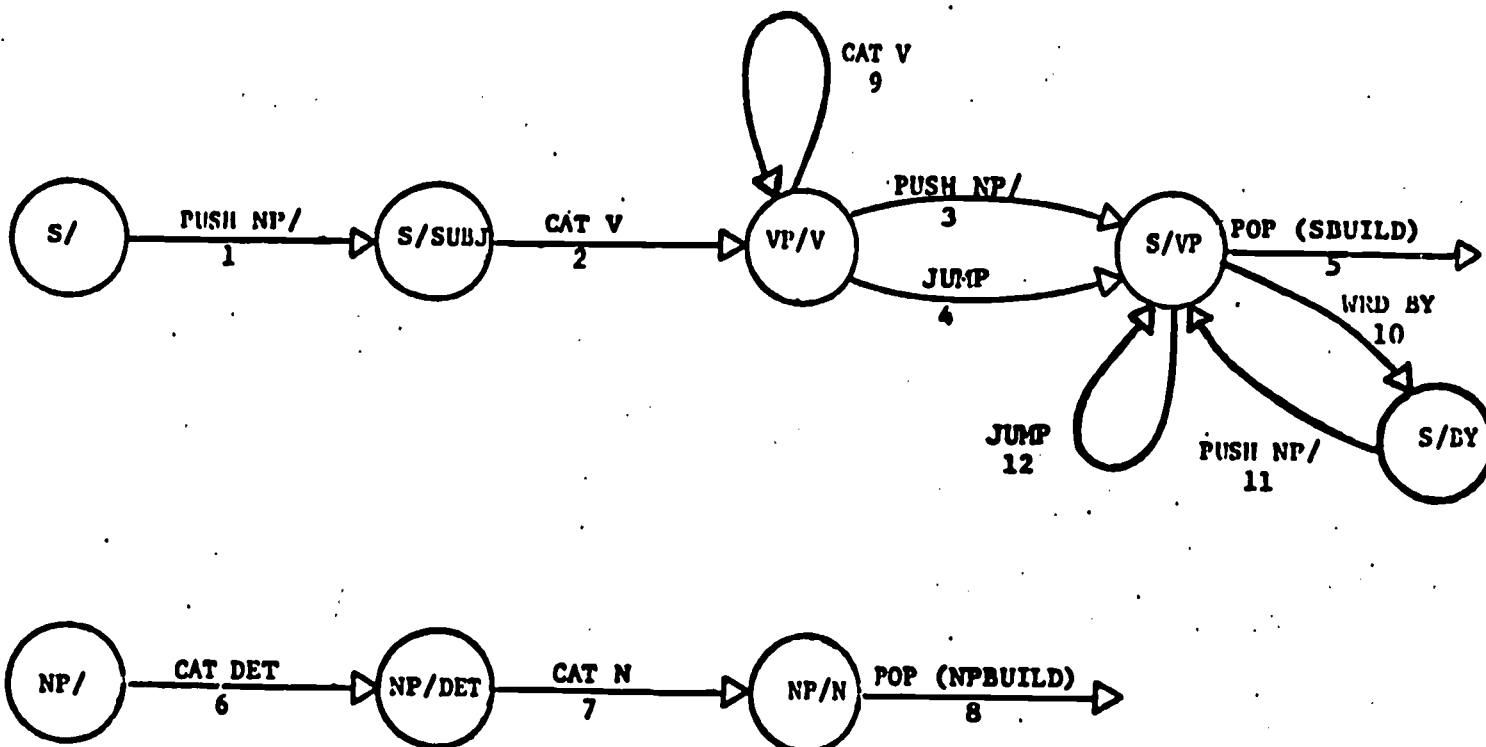 CAT V
9
S/
PUSH NP/
1
S/SUBJ
CAT V
2
VP/V
PUSH NP/
3
JUMP
4
S/VP
POP (SBUILD)
5
WRD BY
10
S/BY
PUSH NP/
11
JUMP
12
NP/
CAT DET
6
NP/DET
CAT N
7
NP/N
POP (NPBUILD)
8